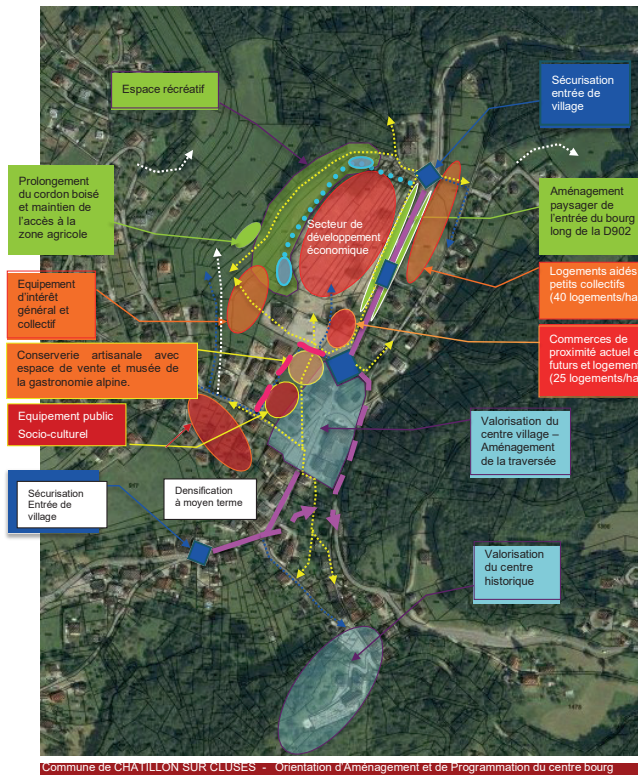 Espace récréatif
Sécurisation
entrée de
village
Prolongement
du cordon boisé
et maintien de
l'accès à la
zone agricole
Secteur de
développement
économique
Aménagement
paysager de
l'entrée du bourg
long de la D902
Equipement
d'intérêt
général et
collectif
Logements aidés
petits collectifs
(40 logements/ha
Conserverie artisanale avec
espace de vente et musée de
la gastronomie alpine.
Commerces de
proximité actuel e
futurs et logement
(25 logements/ha
Equipement public
Socio-culturel
Valorisation du
centre village –
Aménagement
de la traversée
Sécurisation
Entrée de
village
Densification
à moyen terme
Valorisation
du centre
historique
Commune de CHATILLON SUR CLUSES - Orientation d'Aménagement et de Programmation du centre bourg